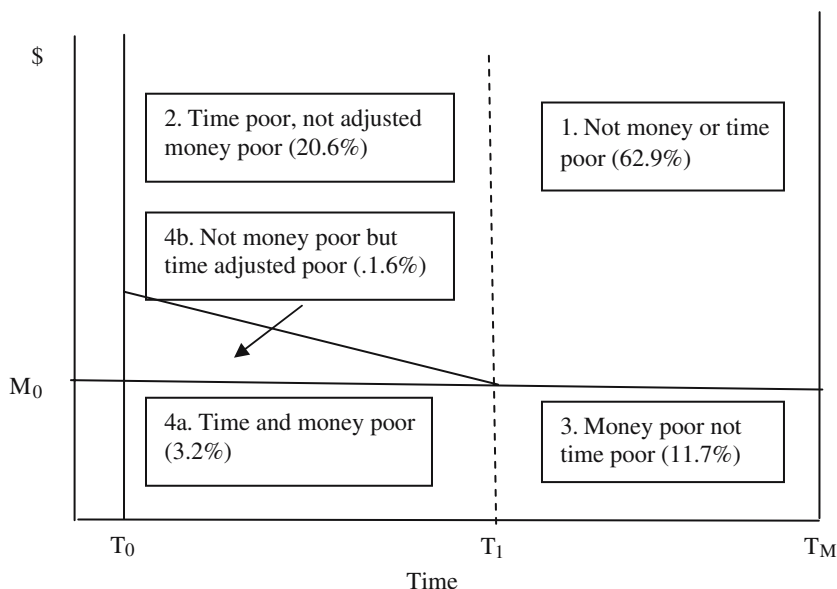 $
2. Time poor, not adjusted
money poor (20.6%)
1. Not money or time
poor (62.9%)
4b. Not money poor but
time adjusted poor (.1.6%)
M0
4a. Time and money poor
(3.2%)
3. Money poor not
time poor (11.7%)
T0
T1
TM
Time